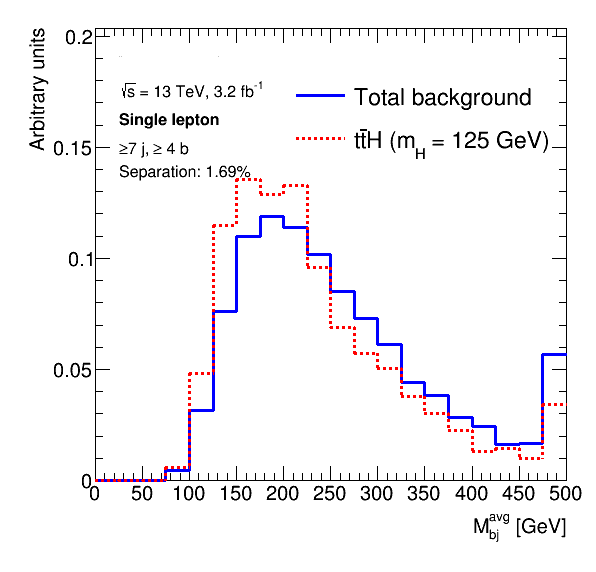 0.2
0.15
0.1
0.05
0
Arbitrary units
√s = 13 TeV, 3.2 fb⁻¹
Single lepton
≥7 j, ≥ 4 b
Separation: 1.69%
Total background
tt̄H (m_H = 125 GeV)
0 50 100 150 200 250 300 350 400 450 500
M_bj^avg [GeV]